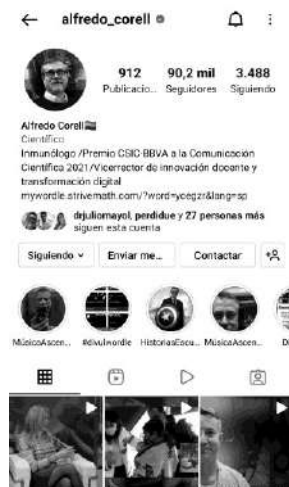 alfredo_corell
912 90,2 mil 3.488
Publicacio... Seguidores Siguiendo
Alfredo Corell
Científico
Inmunólogo /Premio CSIC-BBVA a la Comunicación
Científica 2021/Vicerrector de innovación docente y
transformación digital
mywordle.strivemath.com/?word=ycegzr&lang=sp
drjuliomayol, perdidue y 27 personas más
siguen esta cuenta
Siguiendo Enviar me... Contactar
MúsicaAscen... #divulwordle HistoriasEscu... MúsicaAscen... D